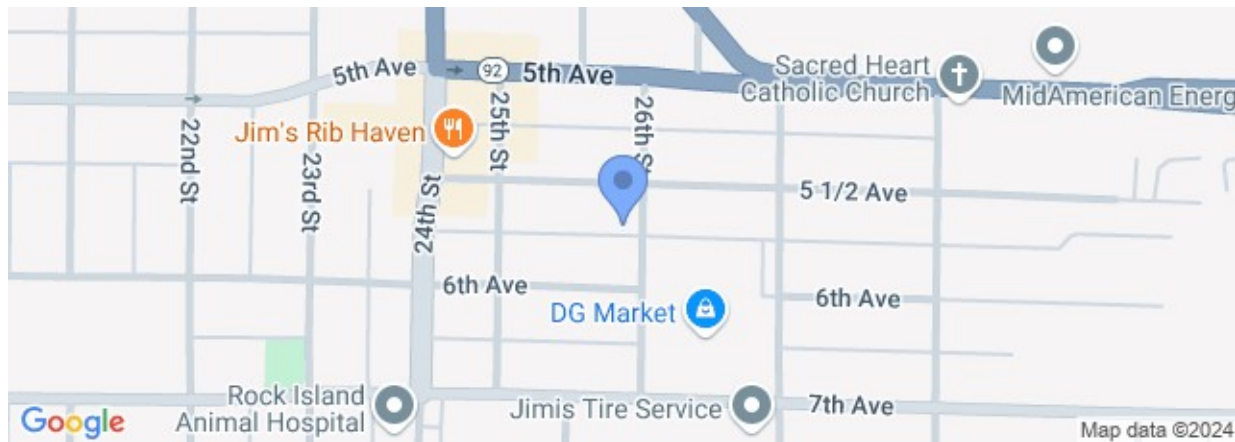 5th Ave
92
5th Ave
Sacred Heart
Catholic Church
MidAmerican Energ
Jim's Rib Haven
25th St
26th St
22nd St
23rd St
24th St
5 1/2 Ave
6th Ave
DG Market
6th Ave
Rock Island
Animal Hospital
Jimis Tire Service
7th Ave
Google
Map data ©2024